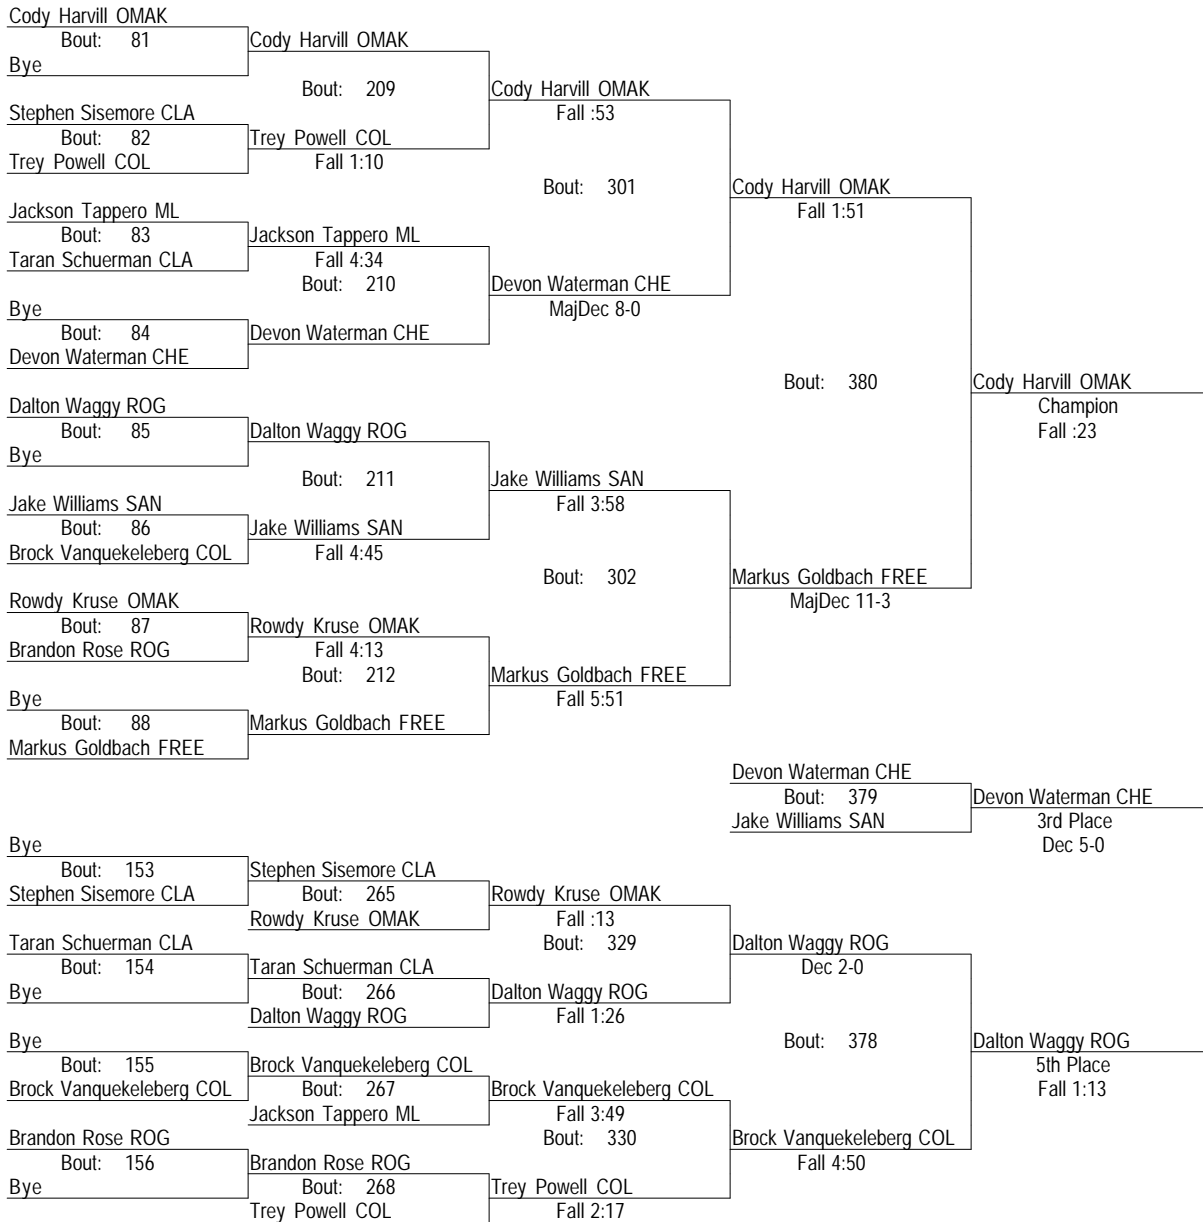 Cody Harvill OMAK
Bout: 81
Bye
Cody Harvill OMAK
Bout: 209
Stephen Sisemore CLA
Bout: 82
Trey Powell COL
Trey Powell COL
Fall 1:10
Cody Harvill OMAK
Fall :53
Bout: 301
Jackson Tappero ML
Bout: 83
Taran Schuerman CLA
Jackson Tappero ML
Fall 4:34
Bout: 210
Bye
Bout: 84
Devon Waterman CHE
Devon Waterman CHE
Devon Waterman CHE
MajDec 8-0
Cody Harvill OMAK
Fall 1:51
Bout: 380
Cody Harvill OMAK
Champion
Fall :23
Dalton Waggy ROG
Bout: 85
Bye
Dalton Waggy ROG
Bout: 211
Jake Williams SAN
Bout: 86
Brock Vanquekeleberg COL
Jake Williams SAN
Fall 4:45
Jake Williams SAN
Fall 3:58
Bout: 302
Rowdy Kruse OMAK
Bout: 87
Brandon Rose ROG
Rowdy Kruse OMAK
Fall 4:13
Bout: 212
Bye
Bout: 88
Markus Goldbach FREE
Markus Goldbach FREE
Markus Goldbach FREE
Fall 5:51
Markus Goldbach FREE
MajDec 11-3
Devon Waterman CHE
Bout: 379
Jake Williams SAN
Devon Waterman CHE
3rd Place
Dec 5-0
Bye
Bout: 153
Stephen Sisemore CLA
Stephen Sisemore CLA
Bout: 265
Rowdy Kruse OMAK
Rowdy Kruse OMAK
Fall :13
Bout: 329
Taran Schuerman CLA
Bout: 154
Bye
Taran Schuerman CLA
Bout: 266
Dalton Waggy ROG
Dalton Waggy ROG
Fall 1:26
Dalton Waggy ROG
Dec 2-0
Bout: 378
Dalton Waggy ROG
5th Place
Fall 1:13
Bye
Bout: 155
Brock Vanquekeleberg COL
Brock Vanquekeleberg COL
Bout: 267
Jackson Tappero ML
Brock Vanquekeleberg COL
Fall 3:49
Bout: 330
Brandon Rose ROG
Bout: 156
Bye
Brandon Rose ROG
Bout: 268
Trey Powell COL
Trey Powell COL
Fall 2:17
Brock Vanquekeleberg COL
Fall 4:50